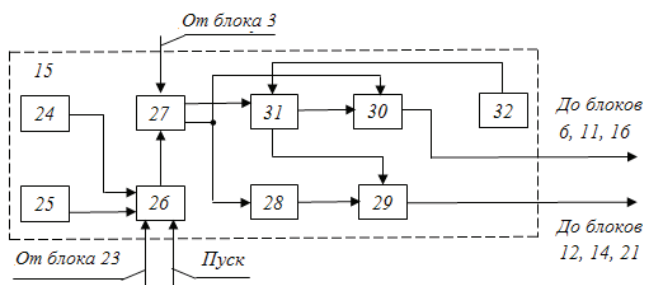 От блока 3
15
24
27
31
30
32
До блоков
6, 11, 16
25
26
28
29
До блоков
12, 14, 21
От блока 23
Пуск